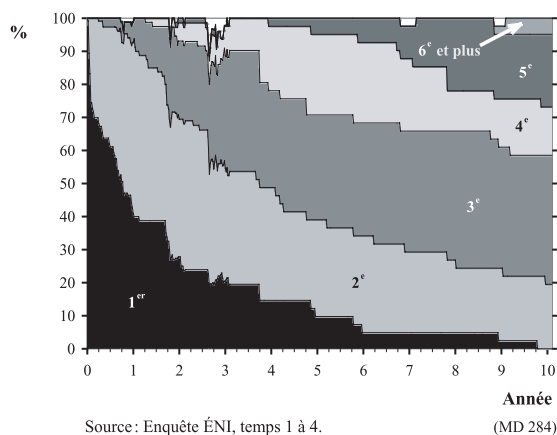 %
100
90
80
70
60
50
40
30
20
10
0
6e et plus
5e
4e
3e
2e
1er
0 1 2 3 4 5 6 7 8 9 10
Année
Source : Enquête ÉNI, temps 1 à 4.
(MD 284)